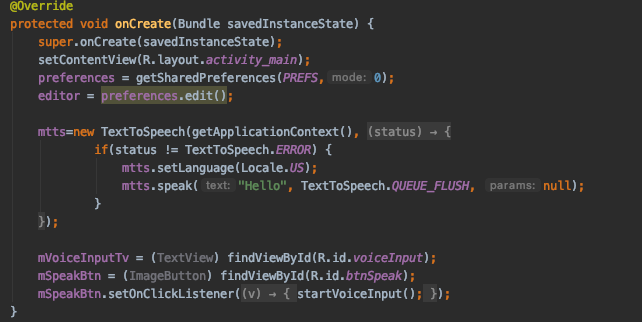 @Override
protected void onCreate(Bundle savedInstanceState) {
super.onCreate(savedInstanceState);
setContentView(R.layout.activity_main);
preferences = getSharedPreferences(PREFS, mode: 0);
editor = preferences.edit();
mtts=new TextToSpeech(getApplicationContext(), (status) → {
if(status != TextToSpeech.ERROR) {
mtts.setLanguage(Locale.US);
mtts.speak( text: "Hello", TextToSpeech.QUEUE_FLUSH, params: null);
}
});
mVoiceInputTv = (TextView) findViewById(R.id.voiceInput);
mSpeakBtn = (ImageButton) findViewById(R.id.btnSpeak);
mSpeakBtn.setOnClickListener((v) → { startVoiceInput(); });
}